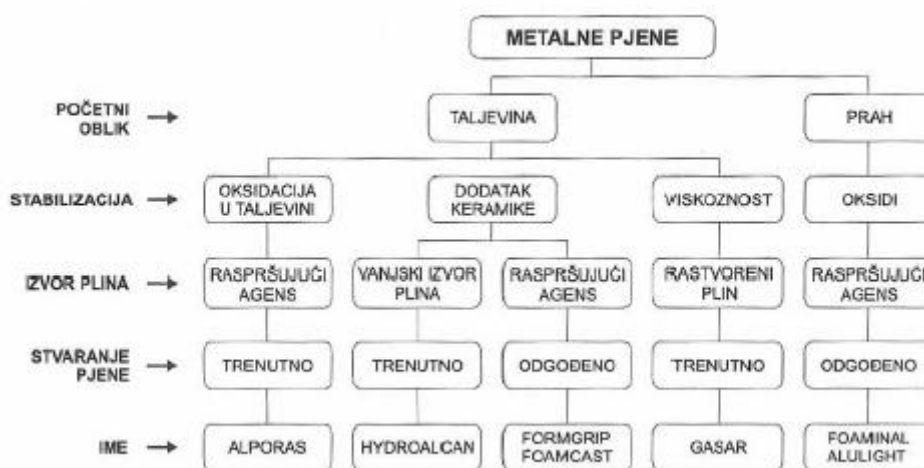 METALNE PJENE
POČETNI
OBLIK
TALJEVINA
PRAH
STABILIZACIJA
OKSIDACIJA
U TALJEVINI
DODATAK
KERAMIKE
VISKOZNOST
OKSIDI
IZVOR PLINA
RASPRŠUJUĆI
AGENS
VANJSKI IZVOR
PLINA
RASPRŠUJUĆI
AGENS
RASTVORENI
PLIN
RASPRŠUJUĆI
AGENS
STVARANJE
PJENE
TRENUTNO
TRENUTNO
ODGOĐENO
TRENUTNO
ODGOĐENO
IME
ALPORAS
HYDROALCAN
FORMGRIP
FOAMCAST
GASAR
FOAMINAL
ALULIGHT